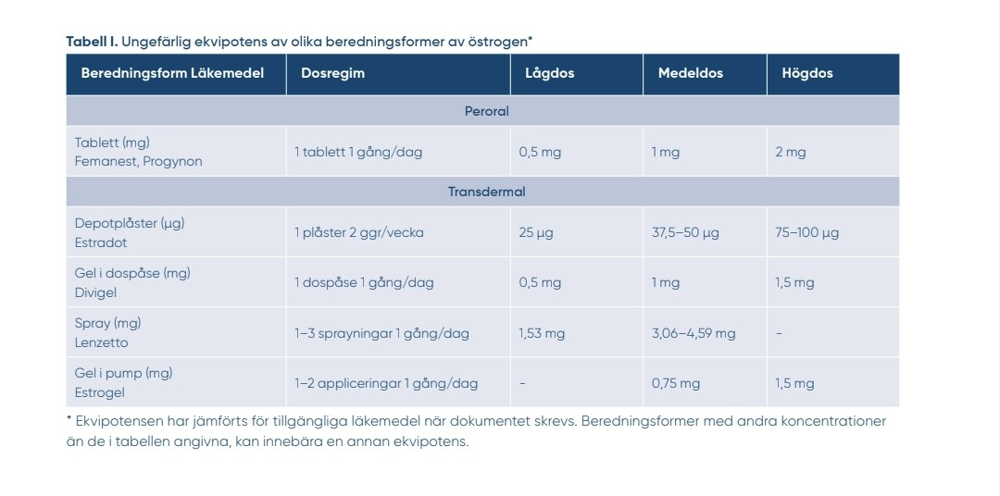 Tabell I. Ungefärlig ekvipotens av olika beredningsformer av östrogen*
Beredningsform Läkemedel Dosregim Lågdos Medeldos Högdos
Peroral
Tablett (mg)
Femanest, Progynon
1 tablett 1 gång/dag 0,5 mg 1 mg 2 mg
Transdermal
Depotplåster (µg)
Estradot
1 plåster 2 ggr/vecka 25 µg 37,5–50 µg 75–100 µg
Gel i dospåse (mg)
Divigel
1 dospåse 1 gång/dag 0,5 mg 1 mg 1,5 mg
Spray (mg)
Lenzetto
1–3 sprayningar 1 gång/dag 1,53 mg 3,06–4,59 mg -
Gel i pump (mg)
Estrogel
1–2 appliceringar 1 gång/dag - 0,75 mg 1,5 mg
* Ekvipotensen har jämförts för tillgängliga läkemedel när dokumentet skrevs. Beredningsformer med andra koncentrationer
än de i tabellen angivna, kan innebära en annan ekvipotens.